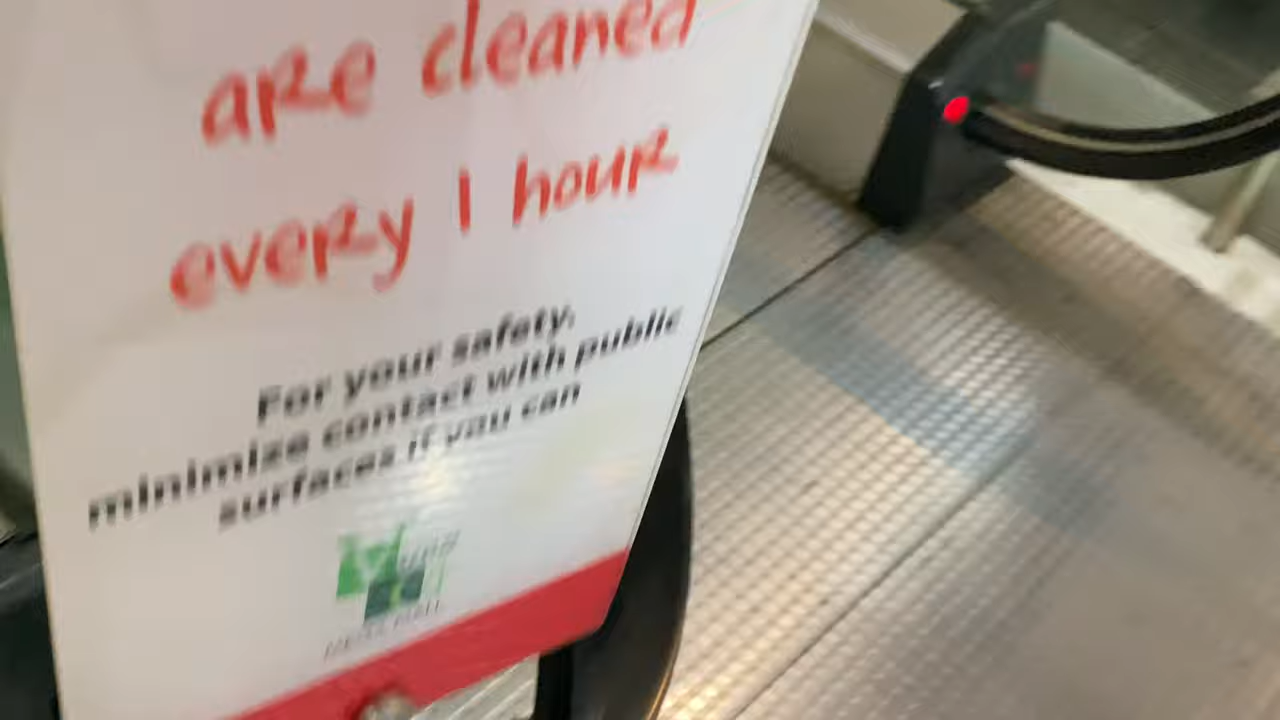 are cleaned
every 1 hour
For your safety,
minimize contact with public
surfaces if you can